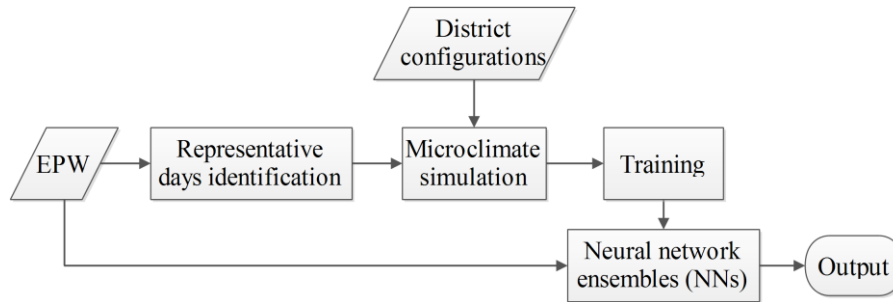 District
configurations
EPW
Representative
days identification
Microclimate
simulation
Training
Neural network
ensembles (NNs)
Output